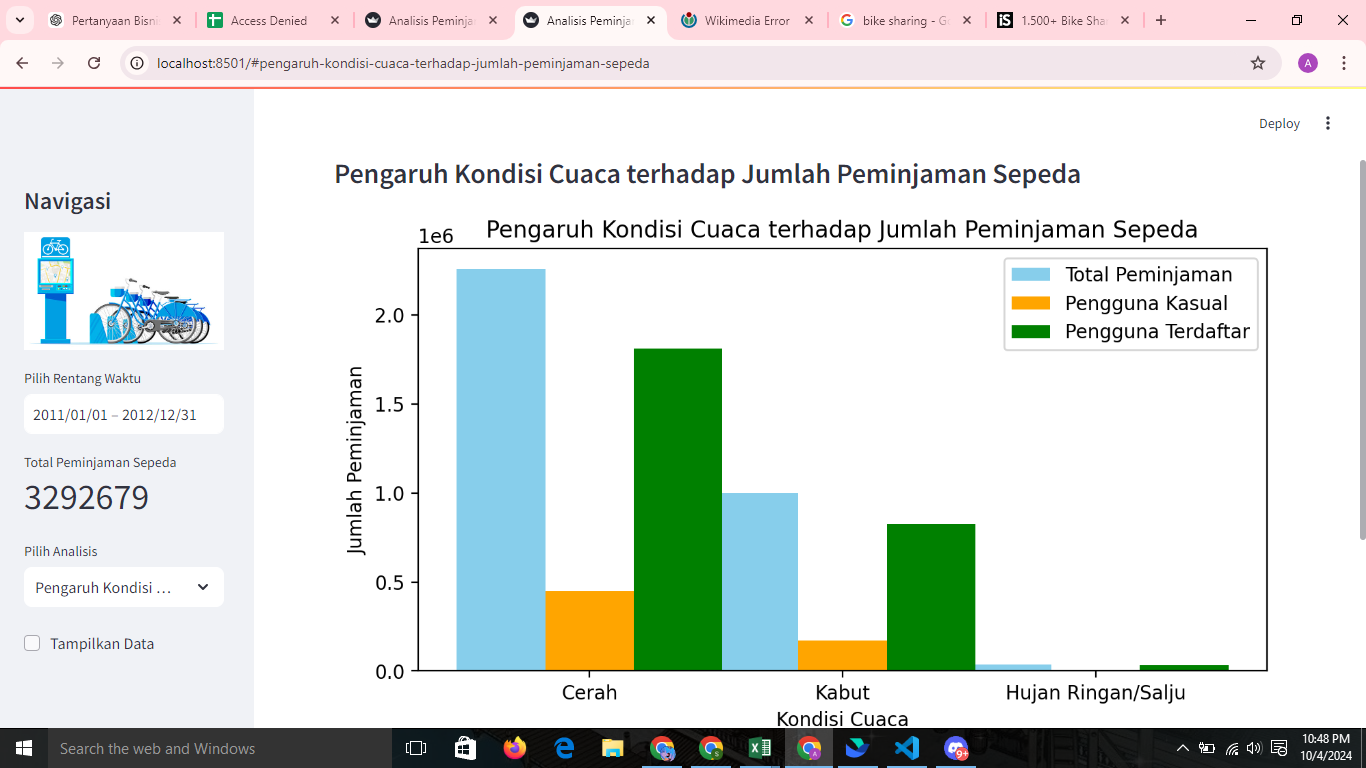 Pertanyaan Bisni
Access Denied
Analisis Peminja
Analisis Peminja
Wikimedia Error
bike sharing - G
1.500+ Bike Sha
localhost:8501/#pengaruh-kondisi-cuaca-terhadap-jumlah-peminjaman-sepeda
A
Deploy
Navigasi
Pilih Rentang Waktu
2011/01/01 – 2012/12/31
Total Peminjaman Sepeda
3292679
Pilih Analisis
Pengaruh Kondisi ...
Tampilkan Data
Pengaruh Kondisi Cuaca terhadap Jumlah Peminjaman Sepeda
Pengaruh Kondisi Cuaca terhadap Jumlah Peminjaman Sepeda
1e6
Total Peminjaman
Pengguna Kasual
Pengguna Terdaftar
Jumlah Peminjaman
2.0
1.5
1.0
0.5
0.0
Cerah
Kabut
Hujan Ringan/Salju
Kondisi Cuaca
Search the web and Windows
9+
10:48 PM
10/4/2024